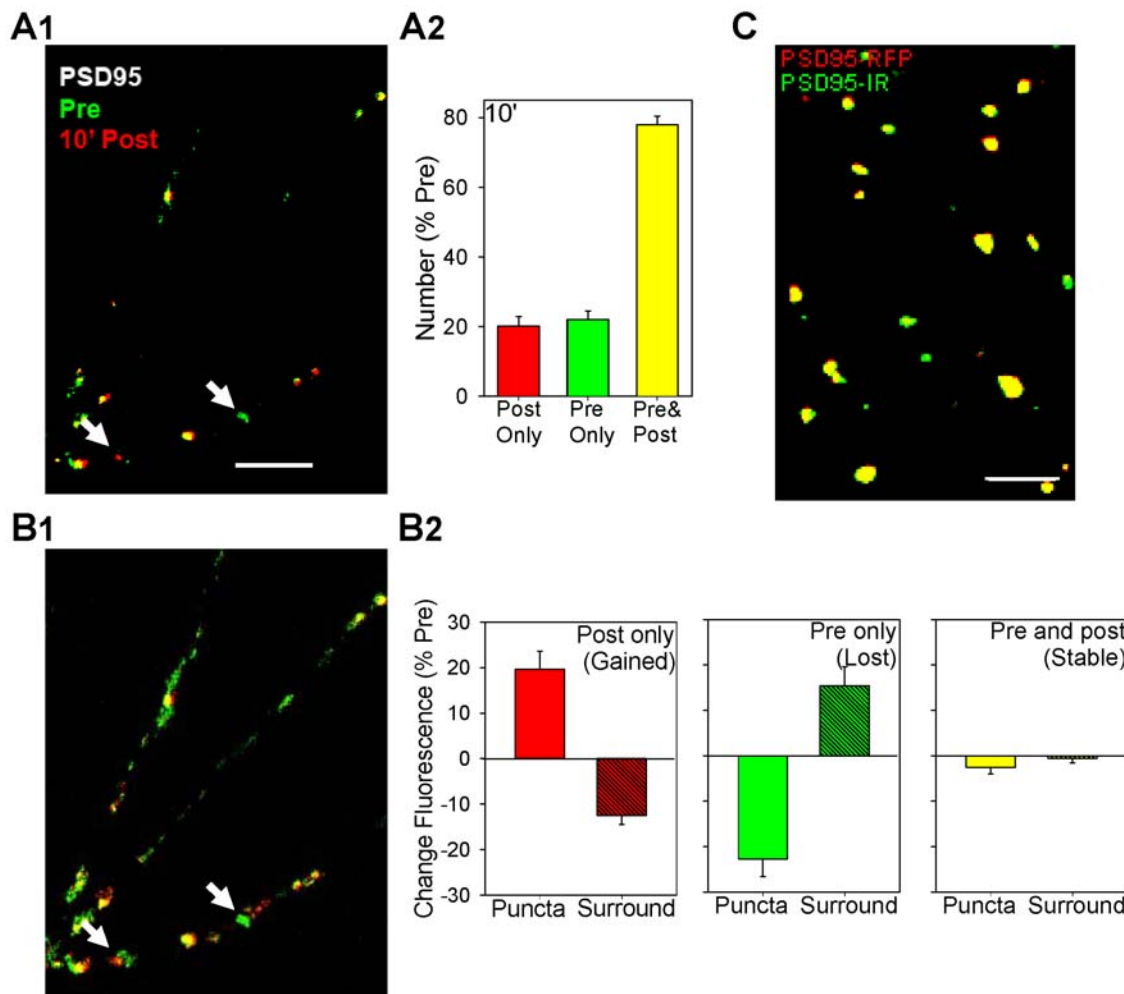 A1
PSD95
Pre
10' Post
A2
10'
Number (% Pre)
80
60
40
20
0
Post Only
Pre Only
Pre& Post
C
PSD95-RFP
PSD95-IR
B1
B2
Change Fluorescence (% Pre)
30
20
10
0
-10
-20
-30
Post only
(Gained)
Puncta Surround
Pre only
(Lost)
Puncta Surround
Pre and post
(Stable)
Puncta Surround